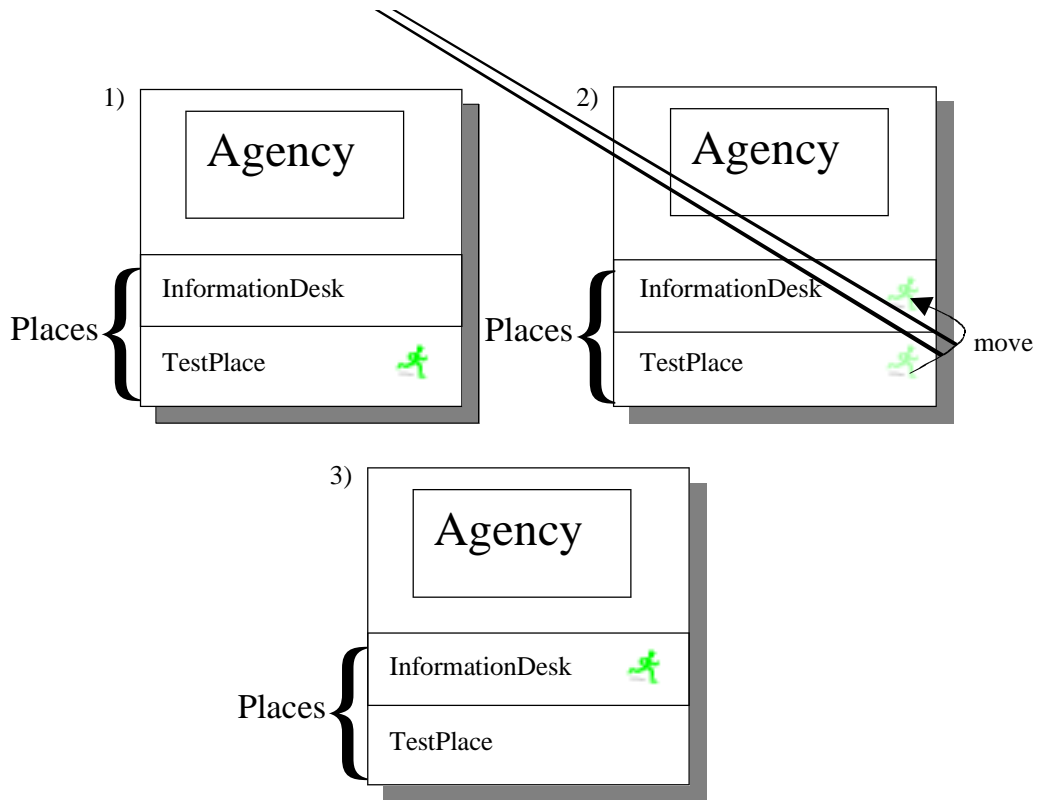 1)
Agency
InformationDesk
Places
TestPlace
2)
Agency
InformationDesk
Places
TestPlace
move
3)
Agency
InformationDesk
Places
TestPlace